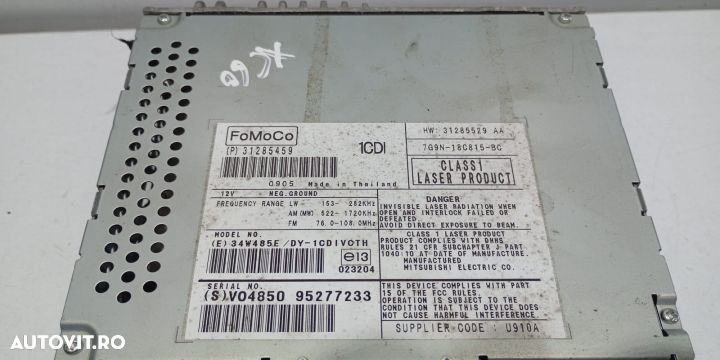 XC60
FoMoCo
(P) 31285459
1CDI
HW: 31285529 AA
7G9N-18C815-BC
0905 Made in Thailand
CLASS1
LASER PRODUCT
12V NEG.GROUND
FREQUENCY RANGE LW 153- 282KHz
AM (MW) 522- 1720KHz
FM 76.0-108.0MHz
DANGER
INVISIBLE LASER RADIATION WHEN
OPEN AND INTERLOCK FAILED OR
DEFEATED.
AVOID DIRECT EXPOSURE TO BEAM.
MODEL NO.
(E) 34W485E /DY-1CDIVOTH
e13
023204
CLASS 1 LASER PRODUCT
PRODUCT COMPLIES WITH DHHS
RULES 21 CFR SUBCHAPTER J PART
1040:10 AT DATE OF MANUFACTURE.
MANUFACTURED
MITSUBISHI ELECTRIC CO.
SERIAL NO.
(S) V04850 95277233
THIS DEVICE COMPLIES WITH PART
15 OF THE FCC RULES.
OPERATION IS SUBJECT TO THE
CONDITION THAT THIS DEVICE DOES
NOT CAUSE HARMFUL INTERFERENCE
SUPPLIER CODE : U910A
AUTOVIT.RO
AUTOVIT.RO